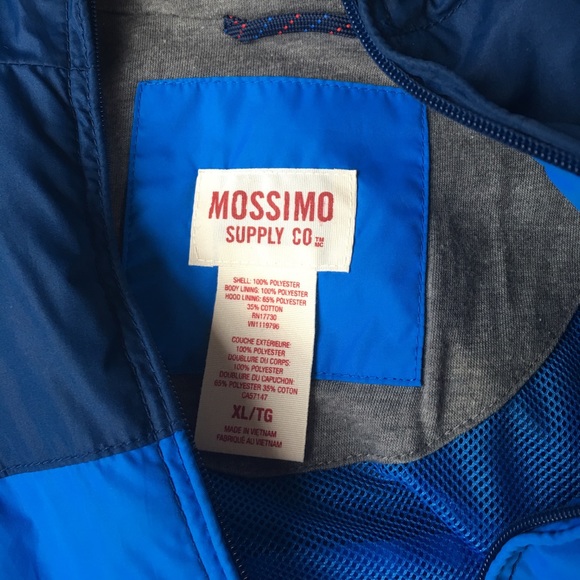 MOSSIMO
SUPPLY CO TM MC
SHELL: 100% POLYESTER
BODY LINING: 100% POLYESTER
HOOD LINING: 65% POLYESTER
35% COTTON
RN17730
VN1119796
COUCHE EXTÉRIEURE:
100% POLYESTER
DOUBLURE DU CORPS:
100% POLYESTER
DOUBLURE DU CAPUCHON
65% POLYESTER 35% COTON
CA57147
XL/TG
MADE IN VIETNAM
FABRIQUÉ AU VIETNAM